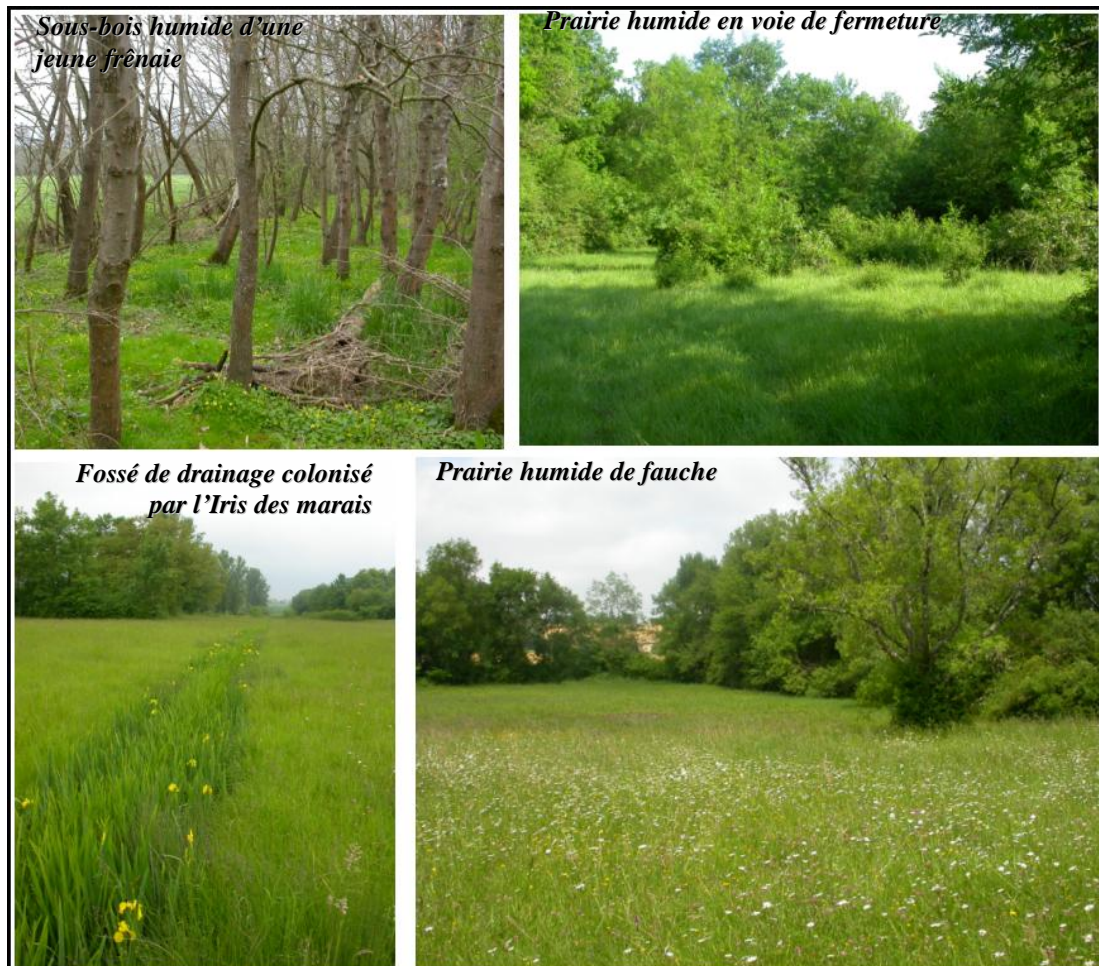 Sous-bois humide d'une
jeune frênaie
Prairie humide en voie de fermeture
Fossé de drainage colonisé
par l'Iris des marais
Prairie humide de fauche